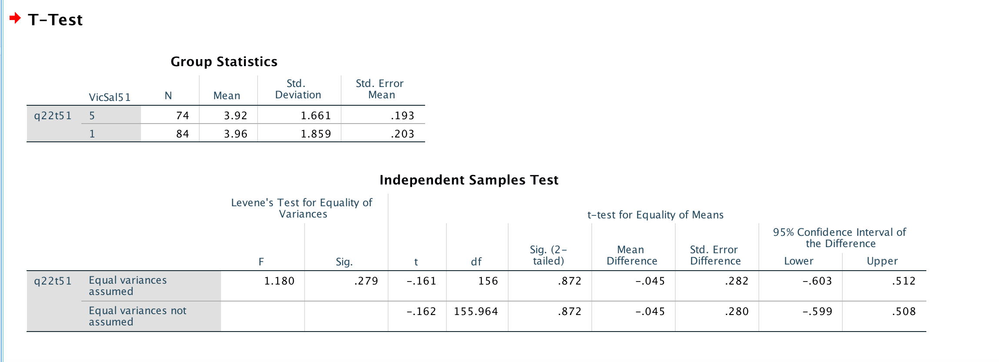 T-Test
Group Statistics
VicSal51 N Mean Std. Deviation Std. Error Mean
q22t51 5 74 3.92 1.661 .193
1 84 3.96 1.859 .203
Independent Samples Test
Levene's Test for Equality of Variances
t-test for Equality of Means
F Sig. t df Sig. (2-tailed) Mean Difference Std. Error Difference 95% Confidence Interval of the Difference
Lower Upper
q22t51 Equal variances assumed 1.180 .279 -.161 156 .872 -.045 .282 -.603 .512
Equal variances not assumed -.162 155.964 .872 -.045 .280 -.599 .508